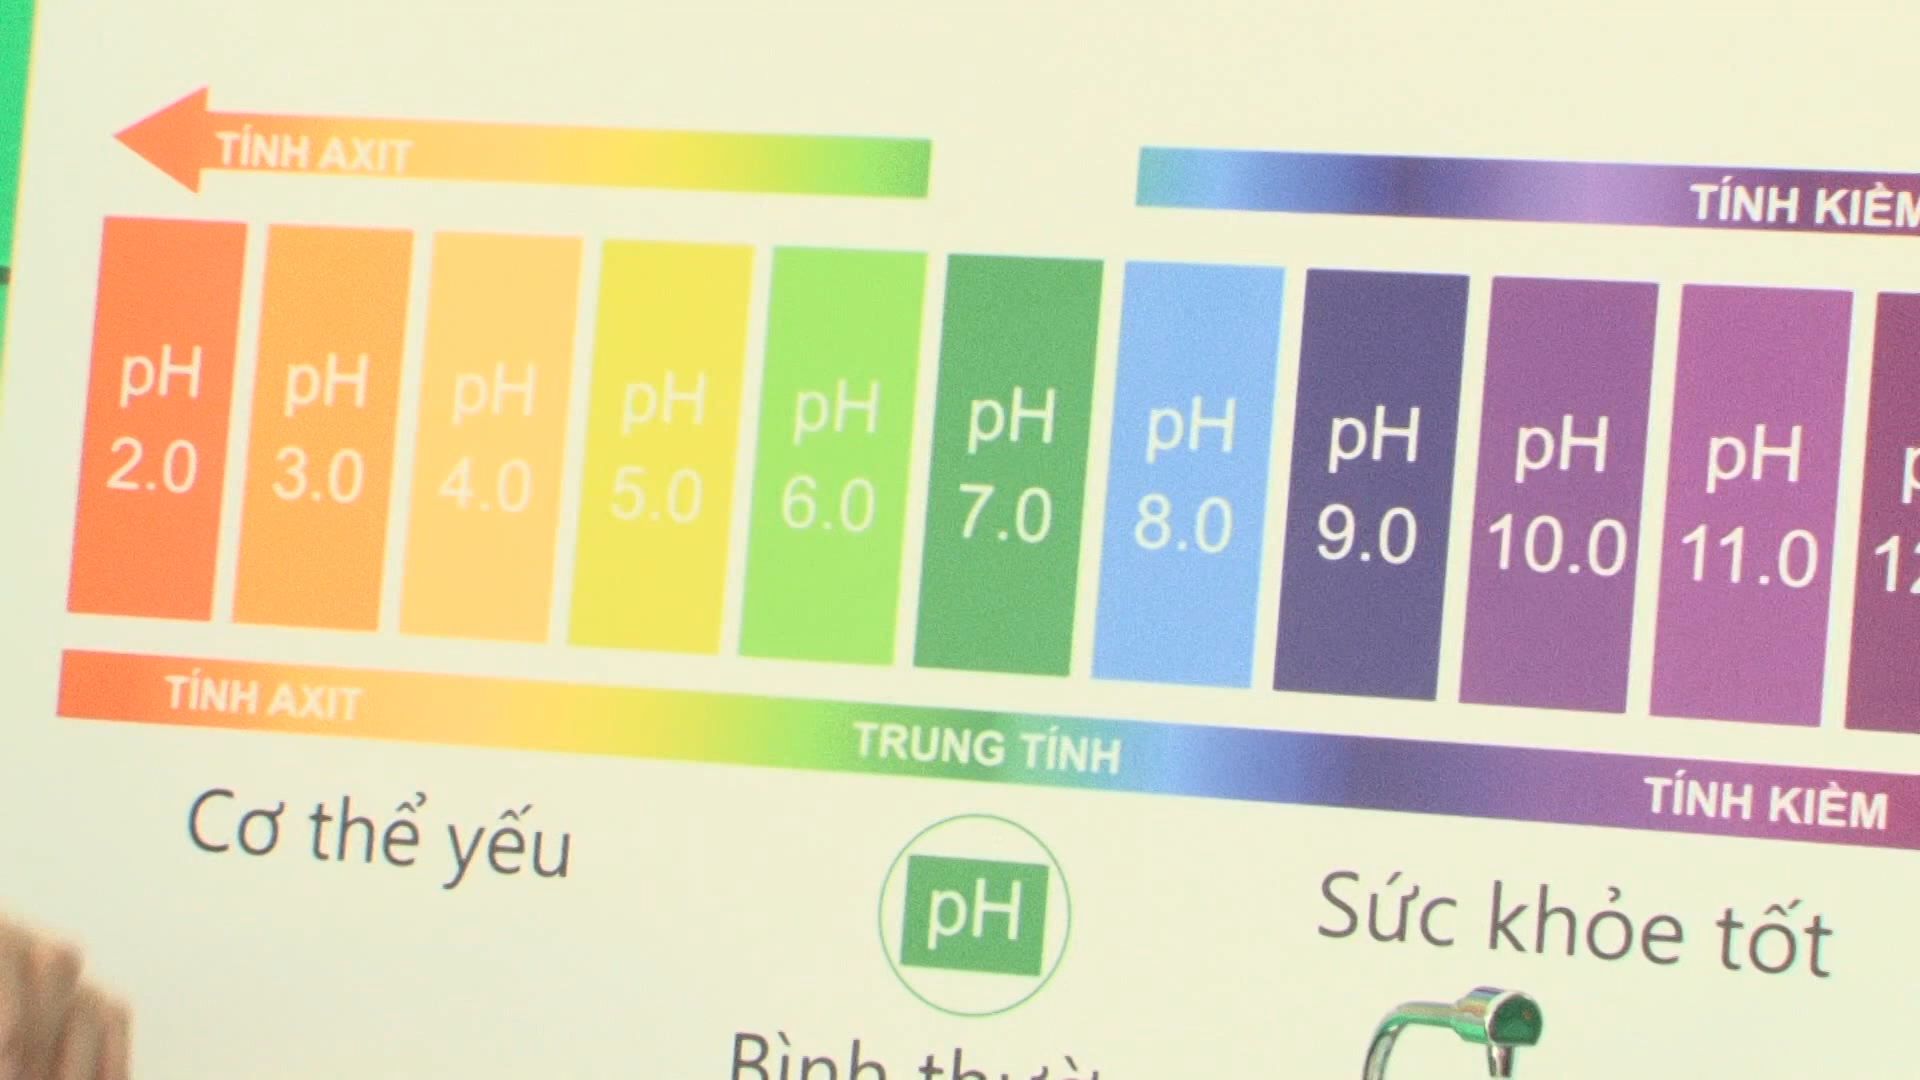 TÍNH AXIT
TÍNH KIỀM
pH 2.0
pH 3.0
pH 4.0
pH 5.0
pH 6.0
pH 7.0
pH 8.0
pH 9.0
pH 10.0
pH 11.0
TÍNH AXIT
TRUNG TÍNH
TÍNH KIỀM
Cơ thể yếu
pH
Sức khỏe tốt
Bình